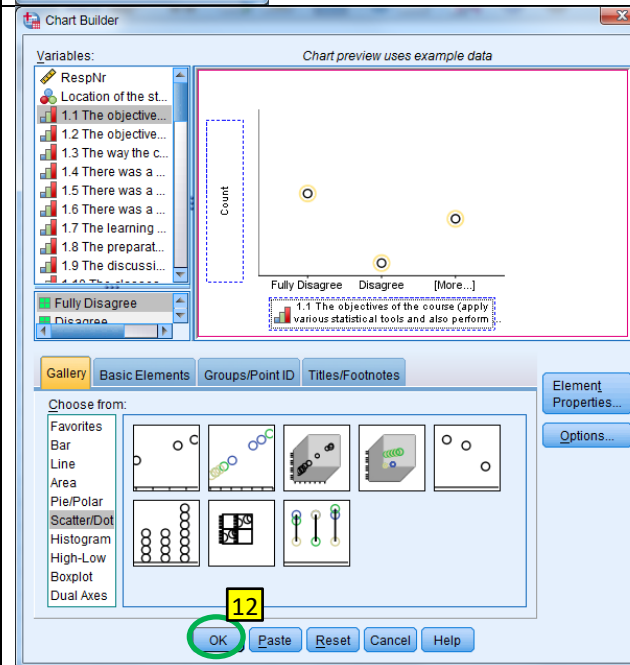 Chart Builder
Variables:
Chart preview uses example data
RespNr
Location of the st...
1.1 The objective...
1.2 The objective...
1.3 The way the c...
1.4 There was a ...
1.5 There was a ...
1.6 There was a ...
1.7 The learning ...
1.8 The preparat...
1.9 The discussi...
Fully Disagree
Disagree
Count
Fully Disagree
Disagree
[More...]
1.1 The objectives of the course (apply
various statistical tools and also perform ...
Gallery
Basic Elements
Groups/Point ID
Titles/Footnotes
Element
Properties...
Options...
Choose from:
Favorites
Bar
Line
Area
Pie/Polar
Scatter/Dot
Histogram
High-Low
Boxplot
Dual Axes
12
OK
Paste
Reset
Cancel
Help